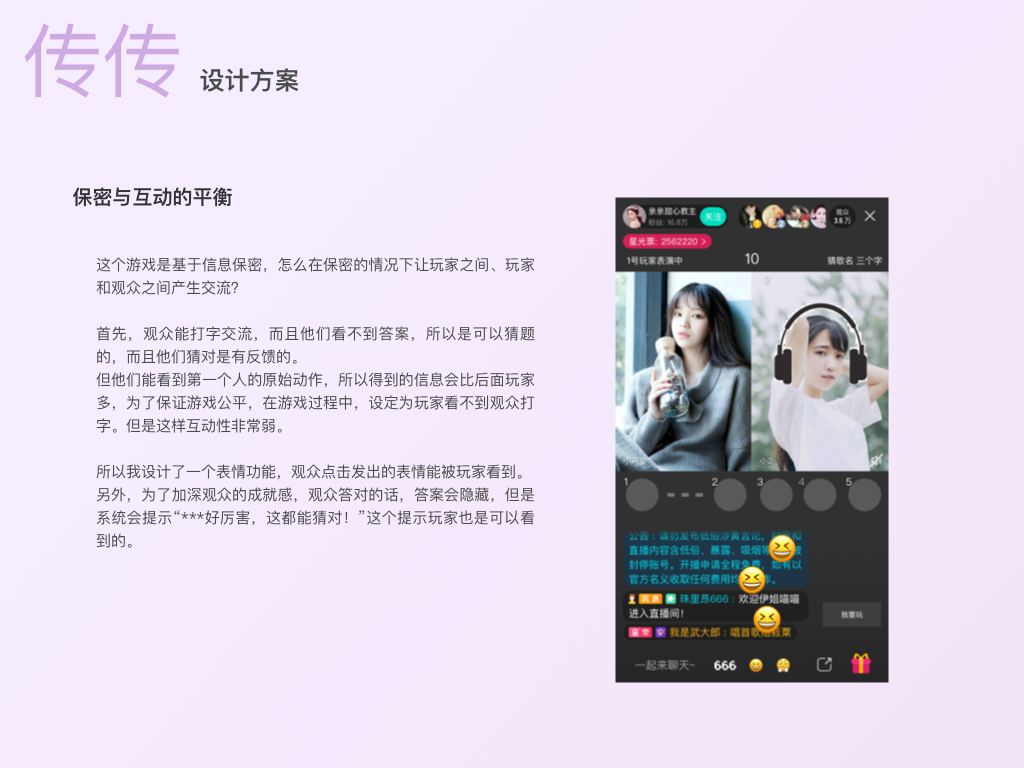 传传 设计方案
保密与互动的平衡
这个游戏是基于信息保密，怎么在保密的情况下让玩家之间、玩家
和观众之间产生交流？
首先，观众能打字交流，而且他们看不到答案，所以是可以猜题
的，而且他们猜对是有反馈的。
但他们能看到第一个人的原始动作，所以得到的信息会比后面玩家
多，为了保证游戏公平，在游戏过程中，设定为玩家看不到观众打
字。但是这样互动性非常弱。
所以我设计了一个表情功能，观众点击发出的表情能被玩家看到。
另外，为了加深观众的成就感，观众答对的话，答案会隐藏，但是
系统会提示“***好厉害，这都能猜对！”这个提示玩家也是可以看
到的。
泉泉甜心教主
粉丝: 16.8万
关注
观众
3.6万
星光票: 2562220 >
1号玩家表演中 10 猜歌名 三个字
2 3
1 2 3 4 5
公告：请勿发布低俗涉黄言论，
直播内容含低俗、暴露、吸烟等
封停账号。开播申请全程免费，如有以
官方名义收取任何费用均
珠里昂666：欢迎伊姐喵喵
进入直播间！
我是武大郎：唱首歌
我要玩
一起来聊天~ 666